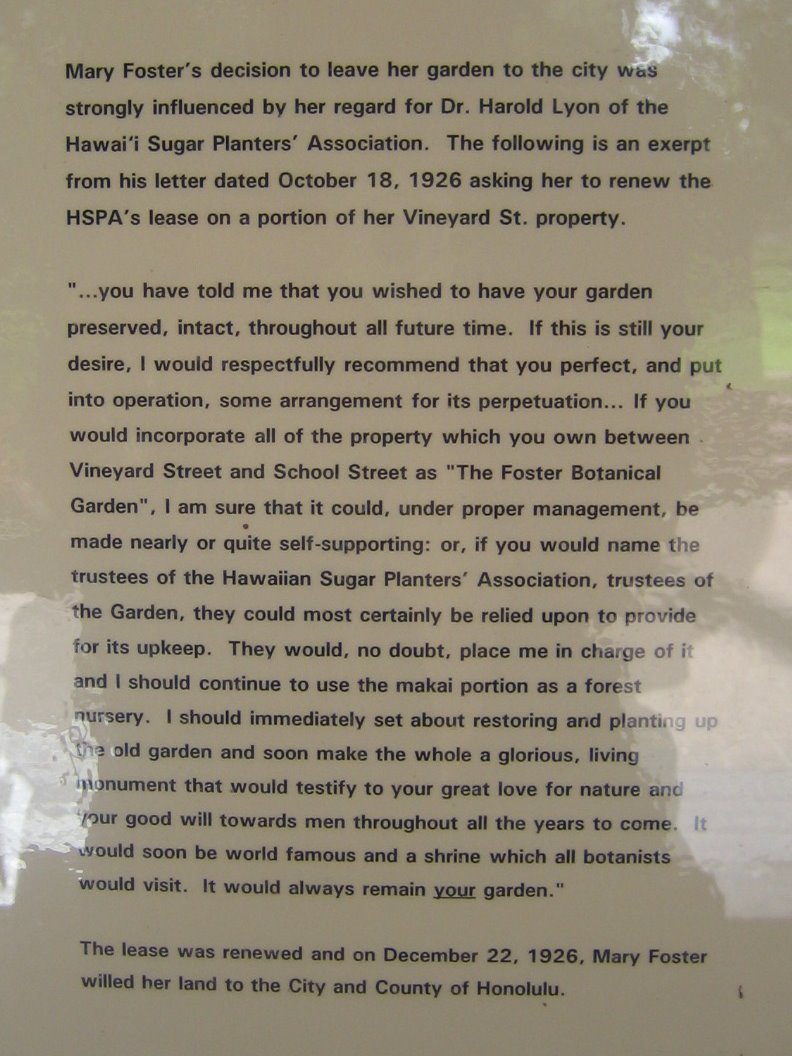 Mary Foster's decision to leave her garden to the city was
strongly influenced by her regard for Dr. Harold Lyon of the
Hawai'i Sugar Planters' Association.  The following is an exerpt
from his letter dated October 18, 1926 asking her to renew the
HSPA's lease on a portion of her Vineyard St. property.

"...you have told me that you wished to have your garden
preserved, intact, throughout all future time.  If this is still your
desire, I would respectfully recommend that you perfect, and put
into operation, some arrangement for its perpetuation... If you
would incorporate all of the property which you own between
Vineyard Street and School Street as "The Foster Botanical
Garden", I am sure that it could, under proper management, be
made nearly or quite self-supporting: or, if you would name the
trustees of the Hawaiian Sugar Planters' Association, trustees of
the Garden, they could most certainly be relied upon to provide
for its upkeep.  They would, no doubt, place me in charge of it
and I should continue to use the makai portion as a forest
nursery.  I should immediately set about restoring and planting up
the old garden and soon make the whole a glorious, living
monument that would testify to your great love for nature and
your good will towards men throughout all the years to come.  It
would soon be world famous and a shrine which all botanists
would visit.  It would always remain your garden."

The lease was renewed and on December 22, 1926, Mary Foster
willed her land to the City and County of Honolulu.